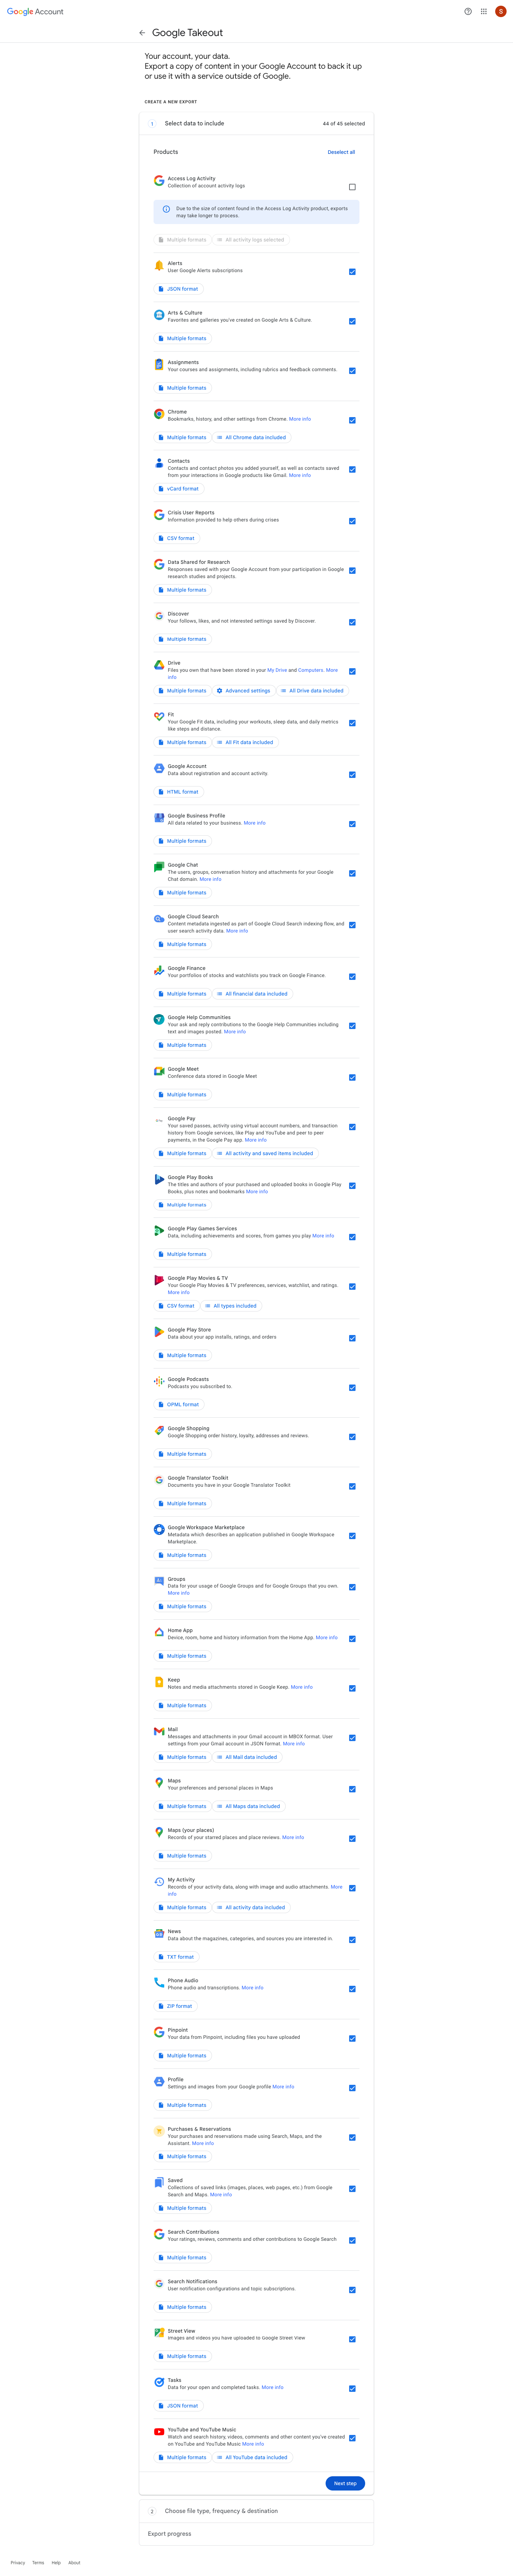 Google Account
S
Google Takeout
Your account, your data.
Export a copy of content in your Google Account to back it up
or use it with a service outside of Google.
CREATE A NEW EXPORT
1
Select data to include
44 of 45 selected
Products
Deselect all
Access Log Activity
Collection of account activity logs
Due to the size of content found in the Access Log Activity product, exports
may take longer to process.
Multiple formats
All activity logs selected
Alerts
User Google Alerts subscriptions
JSON format
Arts & Culture
Favorites and galleries you've created on Google Arts & Culture.
Multiple formats
Assignments
Your courses and assignments, including rubrics and feedback comments.
Multiple formats
Chrome
Bookmarks, history, and other settings from Chrome. More info
Multiple formats
All Chrome data included
Contacts
Contacts and contact photos you added yourself, as well as contacts saved
from your interactions in Google products like Gmail. More info
vCard format
Crisis User Reports
Information provided to help others during crises
CSV format
Data Shared for Research
Responses saved with your Google Account from your participation in Google
research studies and projects.
Multiple formats
Discover
Your follows, likes, and not interested settings saved by Discover.
Multiple formats
Drive
Files you own that have been stored in your My Drive and Computers. More
info
Multiple formats
Advanced settings
All Drive data included
Fit
Your Google Fit data, including your workouts, sleep data, and daily metrics
like steps and distance.
Multiple formats
All Fit data included
Google Account
Data about registration and account activity.
HTML format
Google Business Profile
All data related to your business. More info
Multiple formats
Google Chat
The users, groups, conversation history and attachments for your Google
Chat domain. More info
Multiple formats
Google Cloud Search
Content metadata ingested as part of Google Cloud Search indexing flow, and
user search activity data. More info
Multiple formats
Google Finance
Your portfolios of stocks and watchlists you track on Google Finance.
Multiple formats
All financial data included
Google Help Communities
Your ask and reply contributions to the Google Help Communities including
text and images posted. More info
Multiple formats
Google Meet
Conference data stored in Google Meet
Multiple formats
Google Pay
Your saved passes, activity using virtual account numbers, and transaction
history from Google services, like Play and YouTube and peer to peer
payments, in the Google Pay app. More info
Multiple formats
All activity and saved items included
Google Play Books
The titles and authors of your purchased and uploaded books in Google Play
Books, plus notes and bookmarks More info
Multiple formats
Google Play Games Services
Data, including achievements and scores, from games you play More info
Multiple formats
Google Play Movies & TV
Your Google Play Movies & TV preferences, services, watchlist, and ratings.
More info
CSV format
All types included
Google Play Store
Data about your app installs, ratings, and orders
Multiple formats
Google Podcasts
Podcasts you subscribed to.
OPML format
Google Shopping
Google Shopping order history, loyalty, addresses and reviews.
Multiple formats
Google Translator Toolkit
Documents you have in your Google Translator Toolkit
Multiple formats
Google Workspace Marketplace
Metadata which describes an application published in Google Workspace
Marketplace.
Multiple formats
Groups
Data for your usage of Google Groups and for Google Groups that you own.
More info
Multiple formats
Home App
Device, room, home and history information from the Home App. More info
Multiple formats
Keep
Notes and media attachments stored in Google Keep. More info
Multiple formats
Mail
Messages and attachments in your Gmail account in MBOX format. User
settings from your Gmail account in JSON format. More info
Multiple formats
All Mail data included
Maps
Your preferences and personal places in Maps
Multiple formats
All Maps data included
Maps (your places)
Records of your starred places and place reviews. More info
Multiple formats
My Activity
Records of your activity data, along with image and audio attachments. More
info
Multiple formats
All activity data included
News
Data about the magazines, categories, and sources you are interested in.
TXT format
Phone Audio
Phone audio and transcriptions. More info
ZIP format
Pinpoint
Your data from Pinpoint, including files you have uploaded
Multiple formats
Profile
Settings and images from your Google profile More info
Multiple formats
Purchases & Reservations
Your purchases and reservations made using Search, Maps, and the
Assistant. More info
Multiple formats
Saved
Collections of saved links (images, places, web pages, etc.) from Google
Search and Maps. More info
Multiple formats
Search Contributions
Your ratings, reviews, comments and other contributions to Google Search
Multiple formats
Search Notifications
User notification configurations and topic subscriptions.
Multiple formats
Street View
Images and videos you have uploaded to Google Street View
Multiple formats
Tasks
Data for your open and completed tasks. More info
JSON format
YouTube and YouTube Music
Watch and search history, videos, comments and other content you've created
on YouTube and YouTube Music More info
Multiple formats
All YouTube data included
Next step
2
Choose file type, frequency & destination
Export progress
Privacy Terms Help About